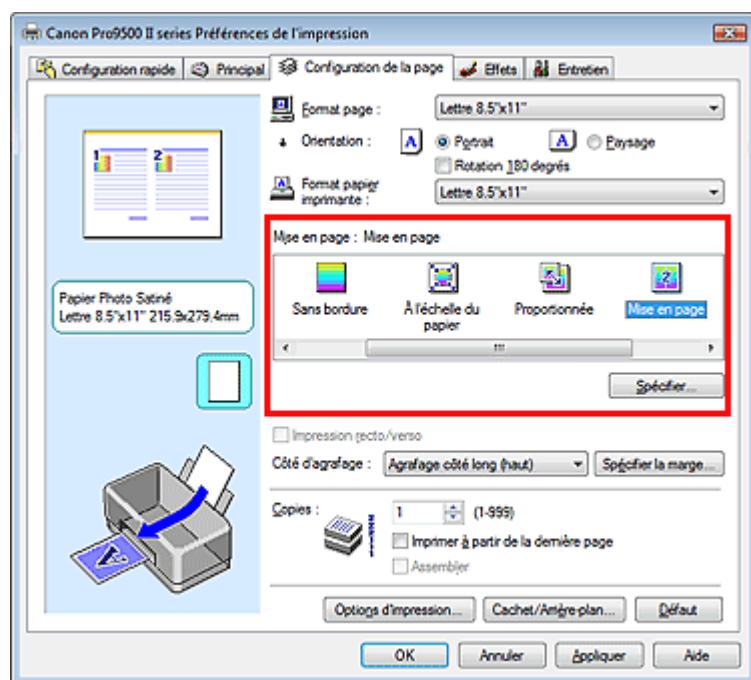 Canon Pro9500 II series Préférences de l'impression
Configuration rapide Principal Configuration de la page Effets Entretien
Format page : Lettre 8.5"x11"
Orientation : A Portrait A Paysage
Rotation 180 degrés
Format papier imprimante : Lettre 8.5"x11"
1 2
Mise en page : Mise en page
Sans bordure À l'échelle du papier Proportionnée Mise en page
Papier Photo Satiné
Lettre 8.5"x11" 215.9x279.4mm
Spécifier...
Impression recto/verso
Côté d'agrafage : Agrafage côté long (haut) Spécifier la marge...
Copies : 1 (1-999)
Imprimer à partir de la dernière page
Assembler
Options d'impression... Cachet/Arrière-plan... Défaut
OK Annuler Appliquer Aide